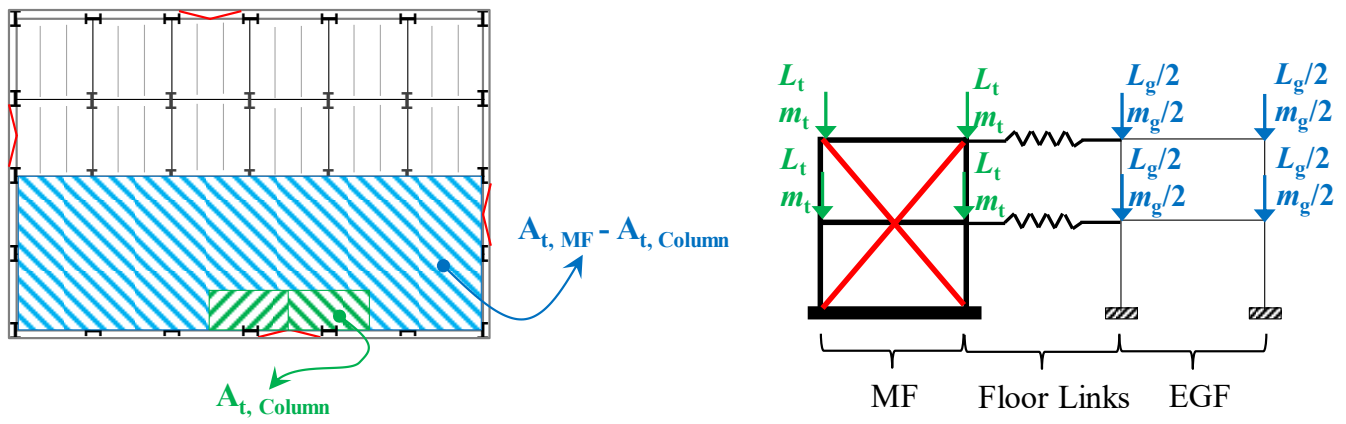 A_t, MF - A_t, Column
A_t, Column
L_t
m_t
L_t
m_t
L_g/2
m_g/2
L_g/2
m_g/2
L_t
m_t
L_t
m_t
L_g/2
m_g/2
L_g/2
m_g/2
MF
Floor Links
EGF